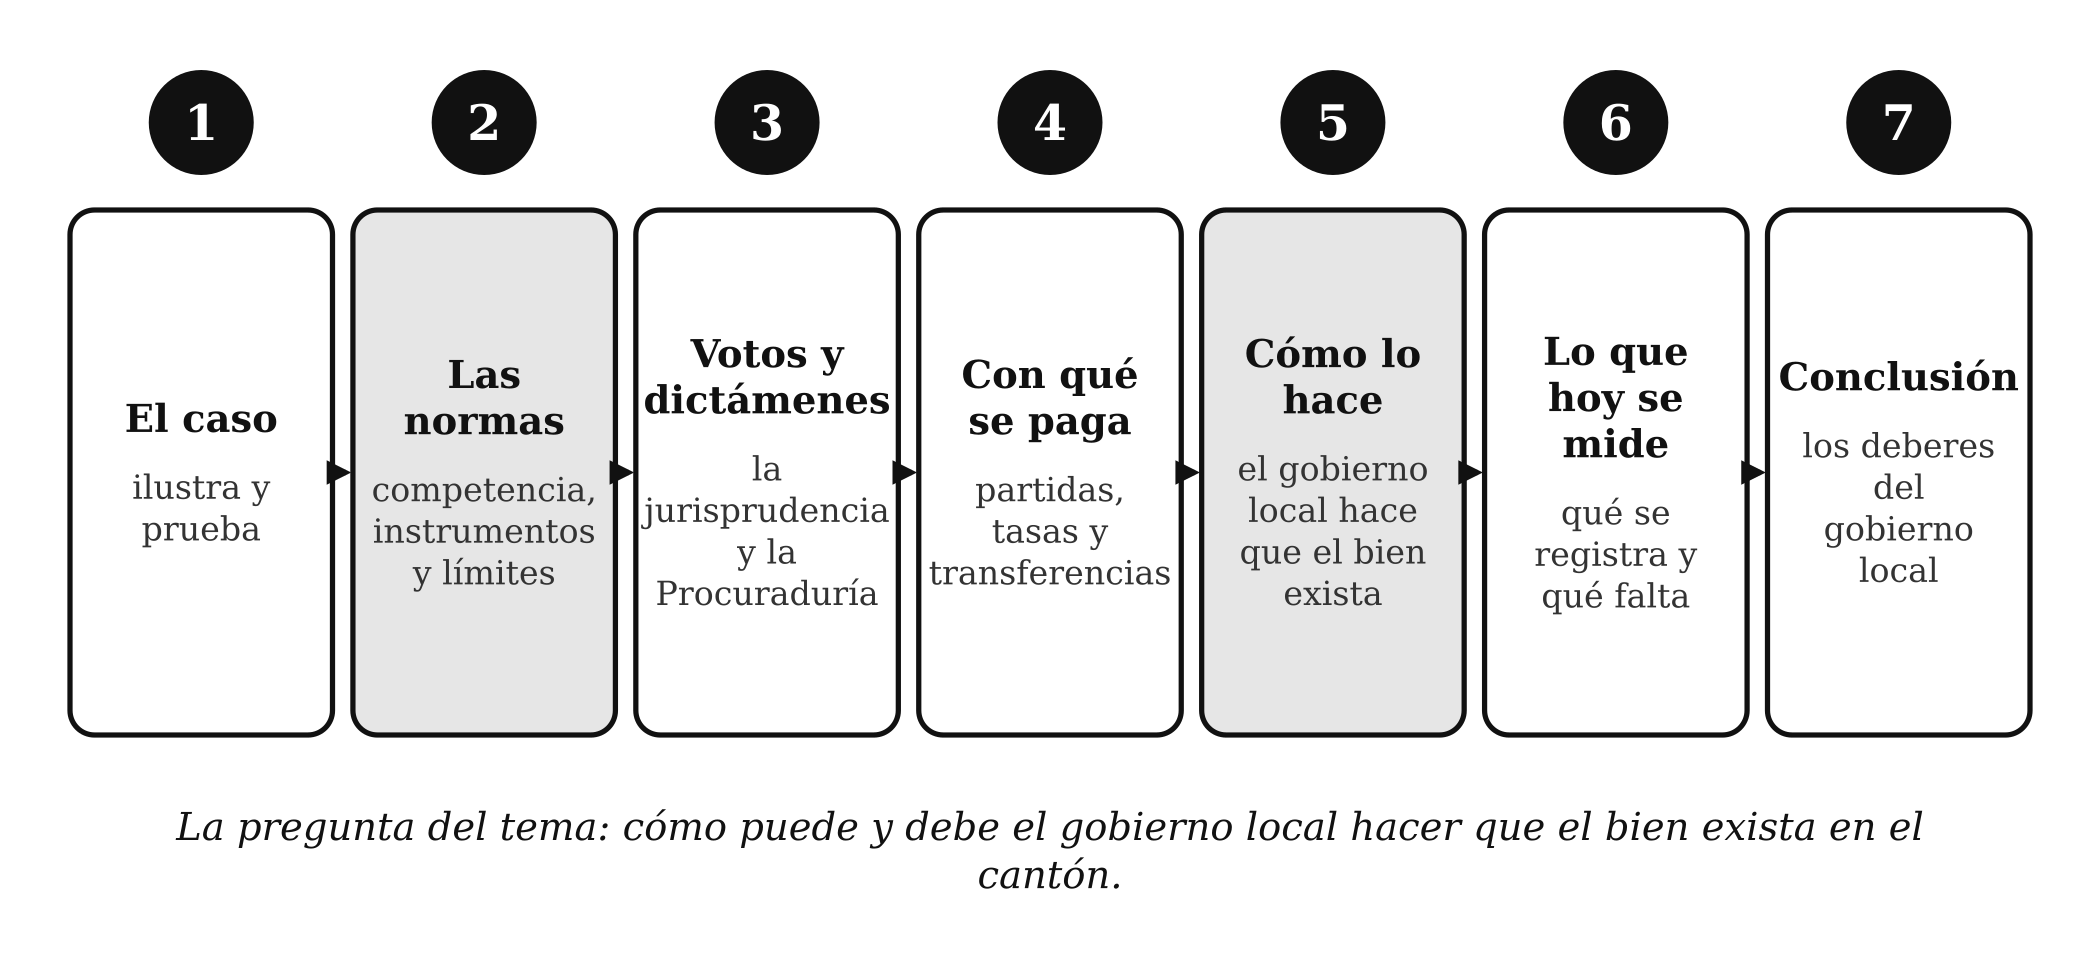 1
2
3
4
5
6
7
El caso
ilustra y
prueba
Las
normas
competencia,
instrumentos
y límites
Votos y
dictámenes
la
jurisprudencia
y la
Procuraduría
Con qué
se paga
partidas,
tasas y
transferencias
Cómo lo
hace
el gobierno
local hace
que el bien
exista
Lo que
hoy se
mide
qué se
registra y
qué falta
Conclusión
los deberes
del
gobierno
local
La pregunta del tema: cómo puede y debe el gobierno local hacer que el bien exista en el
cantón.